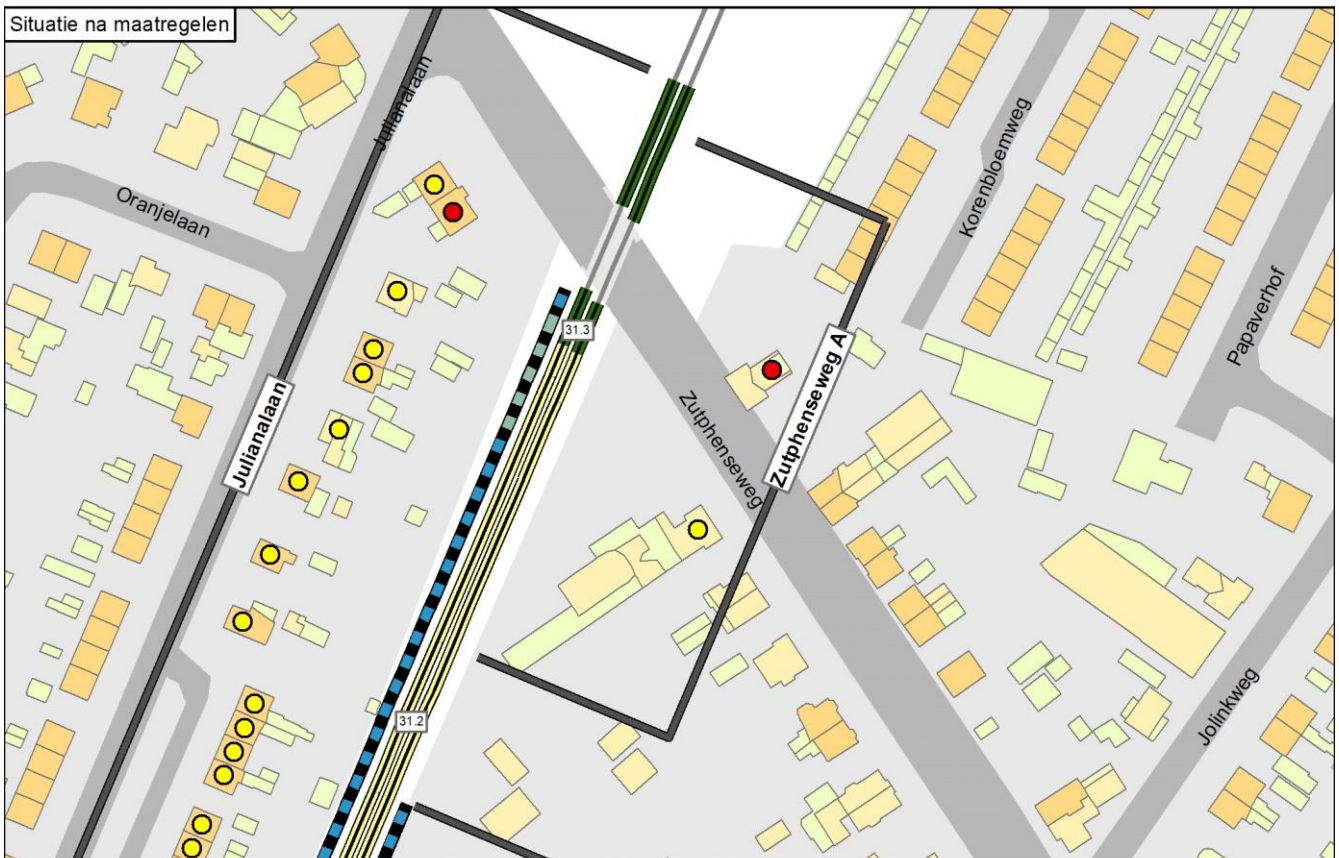 Situatie na maatregelen
Julianalaan
Oranjelaan
Korenbloemweg
Papaverhof
31.3
Zutphenseweg
Zutphenseweg A
Julianalaan
31.2
Jolinkweg